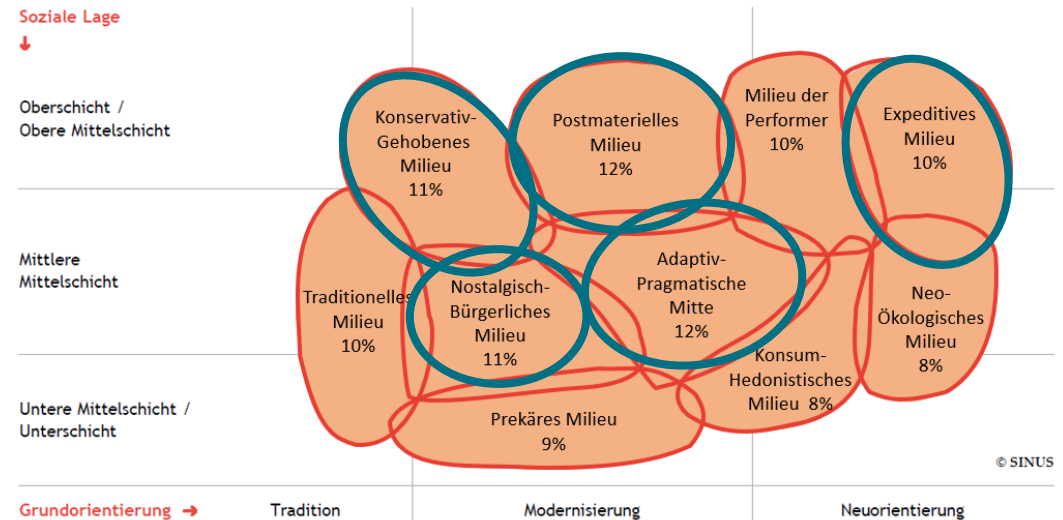 Soziale Lage
↓
Oberschicht /
Obere Mittelschicht
Konservativ-
Gehobenes
Milieu
11%
Postmaterielles
Milieu
12%
Milieu der
Performer
10%
Expeditives
Milieu
10%
Mittlere
Mittelschicht
Traditionelles
Milieu
10%
Nostalgisch-
Bürgerliches
Milieu
11%
Adaptiv-
Pragmatische
Mitte
12%
Konsum-
Hedonistisches
Milieu 8%
Neo-
Ökologisches
Milieu
8%
Untere Mittelschicht /
Unterschicht
Prekäres Milieu
9%
© SINUS
Grundorientierung →
Tradition
Modernisierung
Neuorientierung